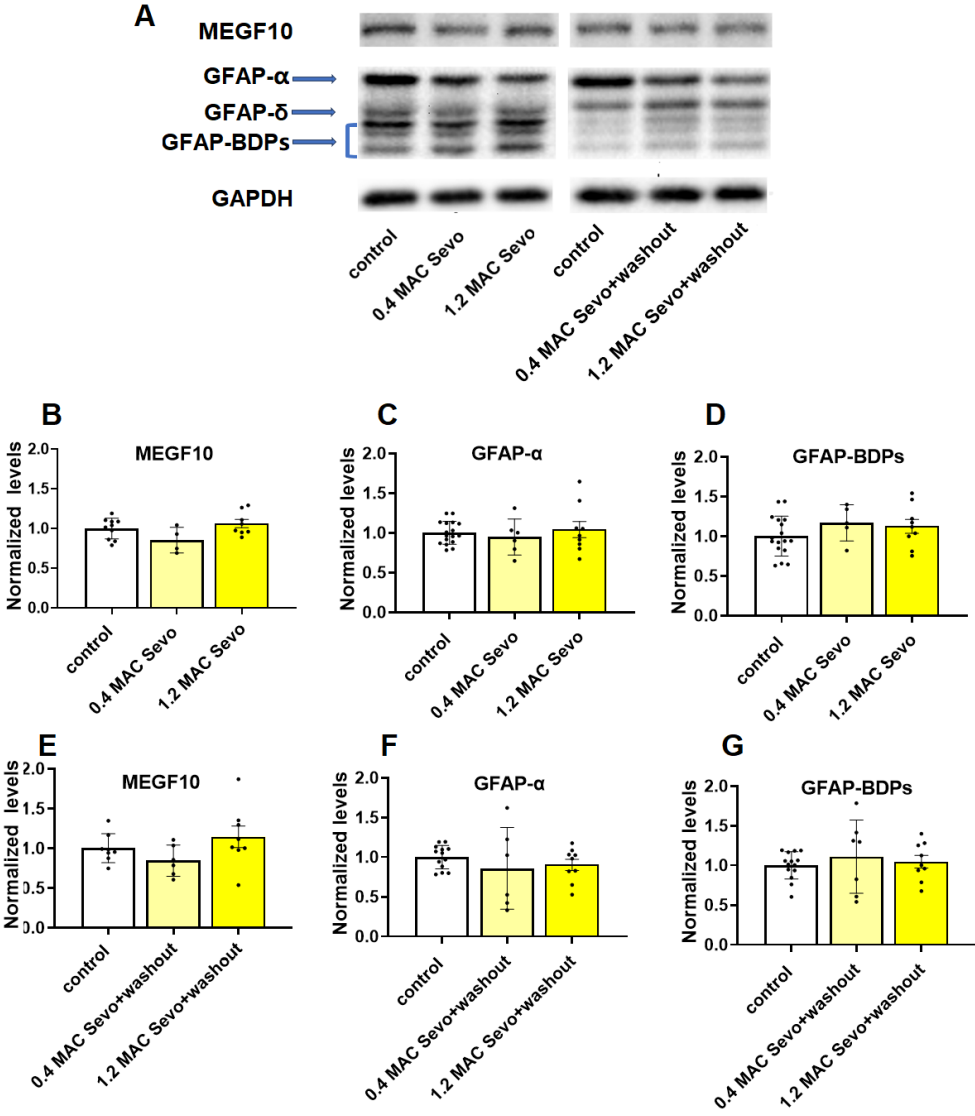 A
MEGF10
GFAP-α
GFAP-δ
GFAP-BDPs
GAPDH
control
0.4 MAC Sevo
1.2 MAC Sevo
control
0.4 MAC Sevo+washout
1.2 MAC Sevo+washout
B
MEGF10
Normalized levels
2.0
1.5
1.0
0.5
0.0
control
0.4 MAC Sevo
1.2 MAC Sevo
C
GFAP-α
Normalized levels
2.0
1.5
1.0
0.5
0.0
control
0.4 MAC Sevo
1.2 MAC Sevo
D
GFAP-BDPs
Normalized levels
2.0
1.5
1.0
0.5
0.0
control
0.4 MAC Sevo
1.2 MAC Sevo
E
MEGF10
Normalized levels
2.0
1.5
1.0
0.5
0.0
control
0.4 MAC Sevo+washout
1.2 MAC Sevo+washout
F
GFAP-α
Normalized levels
2.0
1.5
1.0
0.5
0.0
control
0.4 MAC Sevo+washout
1.2 MAC Sevo+washout
G
GFAP-BDPs
Normalized levels
2.0
1.5
1.0
0.5
0.0
control
0.4 MAC Sevo+washout
1.2 MAC Sevo+washout